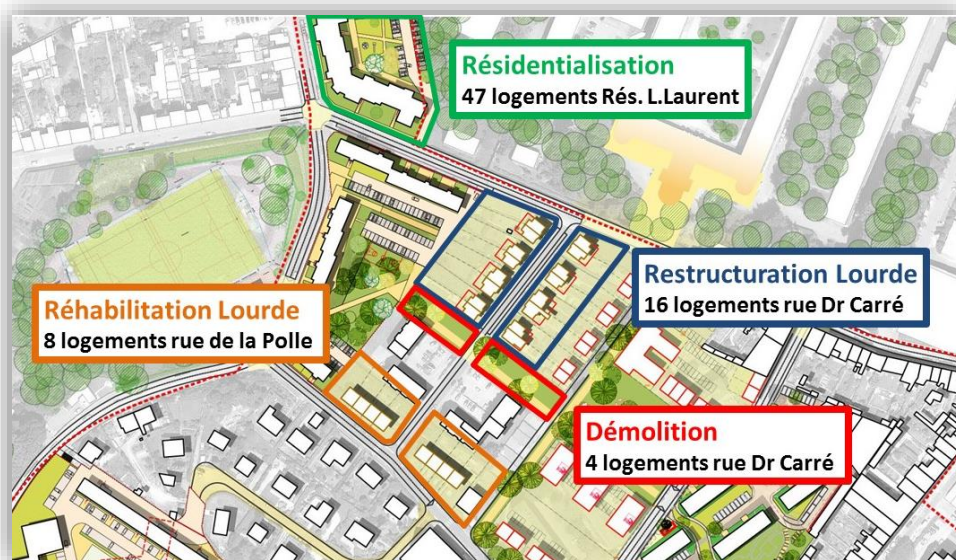 Résidentialisation
47 logements Rés. L.Laurent
Restructuration Lourde
16 logements rue Dr Carré
Réhabilitation Lourde
8 logements rue de la Polle
Démolition
4 logements rue Dr Carré